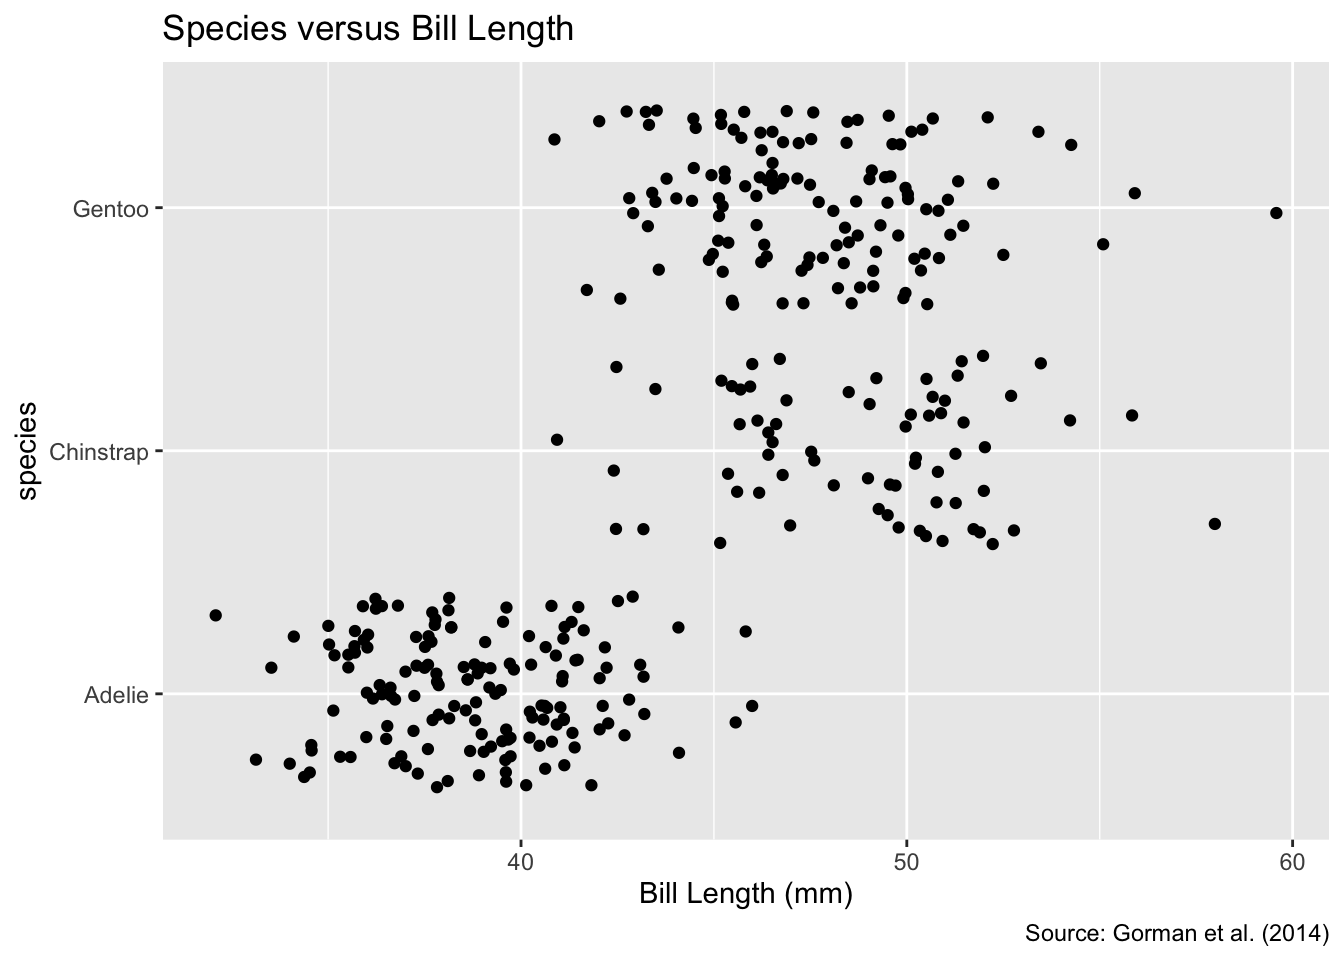 Species versus Bill Length
Gentoo
Chinstrap
Adelie
species
40 50 60
Bill Length (mm)
Source: Gorman et al. (2014)